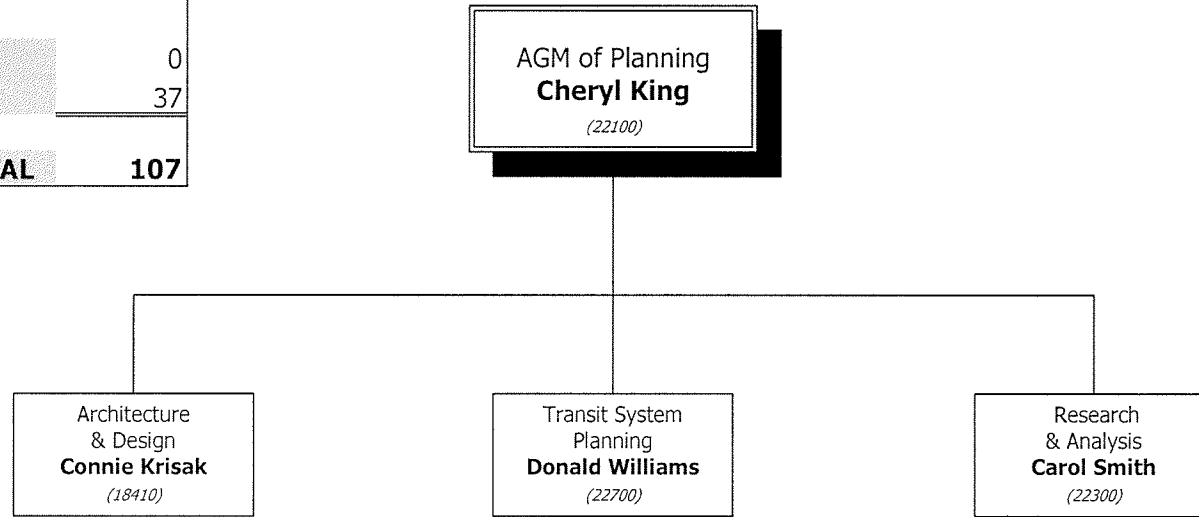 0
37
AL 107
AGM of Planning
Cheryl King
(22100)
Architecture
& Design
Connie Krisak
(18410)
Transit System
Planning
Donald Williams
(22700)
Research
& Analysis
Carol Smith
(22300)